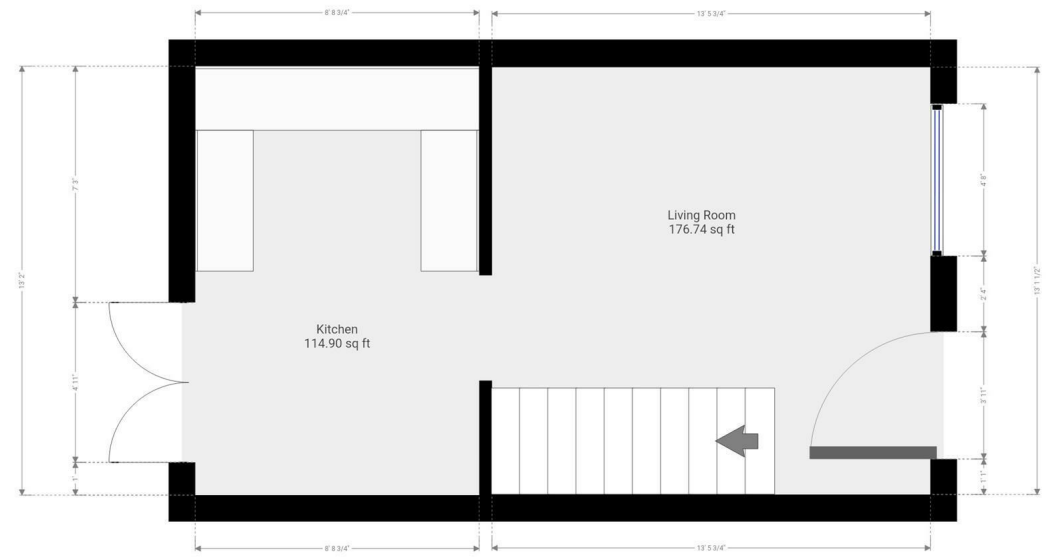 8' 8 3/4"
13' 5 3/4"
7' 3"
4' 8"
Living Room
176.74 sq ft
13' 2"
2' 4"
13' 1 1/2"
Kitchen
114.90 sq ft
4' 11"
3' 11"
1"
1' 1"
8' 8 3/4"
13' 5 3/4"